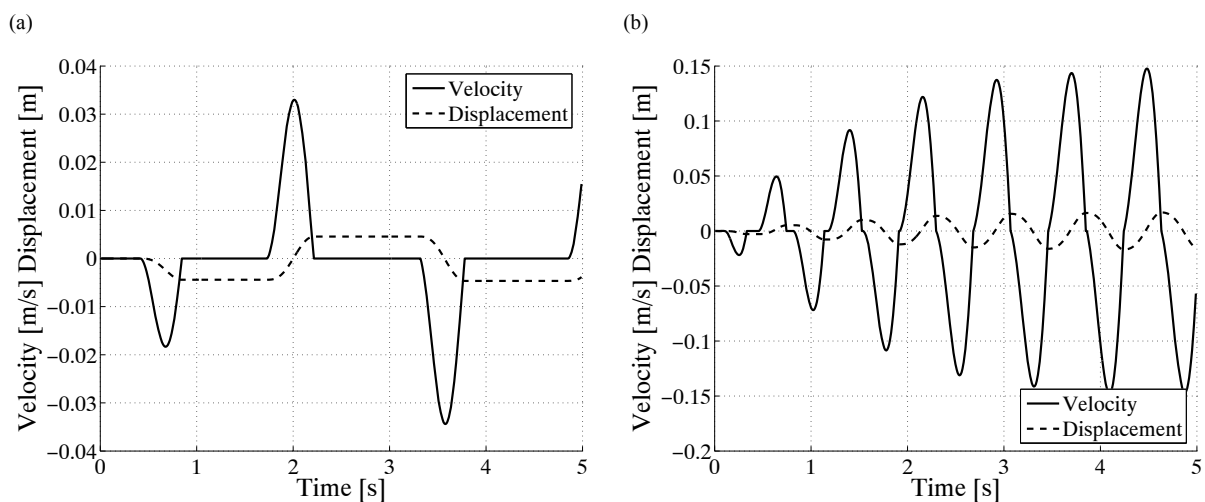 (a)
Velocity [m/s] Displacement [m]
0.04
0.03
0.02
0.01
0
−0.01
−0.02
−0.03
−0.04
0 1 2 3 4 5
Time [s]
Velocity
Displacement
(b)
Velocity [m/s] Displacement [m]
0.15
0.1
0.05
0
−0.05
−0.1
−0.15
−0.2
0 1 2 3 4 5
Time [s]
Velocity
Displacement